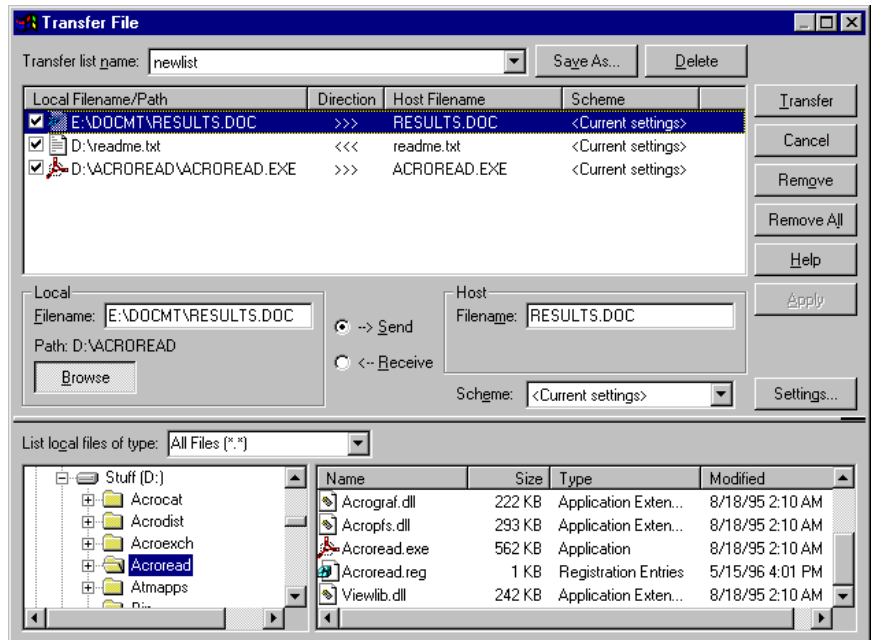 Transfer File
Transfer list name: newlist Save As... Delete
Local Filename/Path Direction Host Filename Scheme
E:\DOCMT\RESULTS.DOC >>> RESULTS.DOC <Current settings>
D:\readme.txt <<< readme.txt <Current settings>
D:\ACROREAD\ACROREAD.EXE >>> ACROREAD.EXE <Current settings>
Transfer
Cancel
Remove
Remove All
Help
Apply
Local
Filename: E:\DOCMT\RESULTS.DOC
Path: D:\ACROREAD
Browse
--> Send
<-- Receive
Host
Filename: RESULTS.DOC
Scheme: <Current settings> Settings...
List local files of type: All Files (*.*)
Stuff (D:)
Acrocat
Acrodist
Acroexch
Acroread
Atmapps
Name Size Type Modified
Acrograf.dll 222 KB Application Exten... 8/18/95 2:10 AM
Acropfs.dll 293 KB Application Exten... 8/18/95 2:10 AM
Acroread.exe 562 KB Application 8/18/95 2:10 AM
Acroread.reg 1 KB Registration Entries 5/15/96 4:01 PM
Viewlib.dll 242 KB Application Exten... 8/18/95 2:10 AM